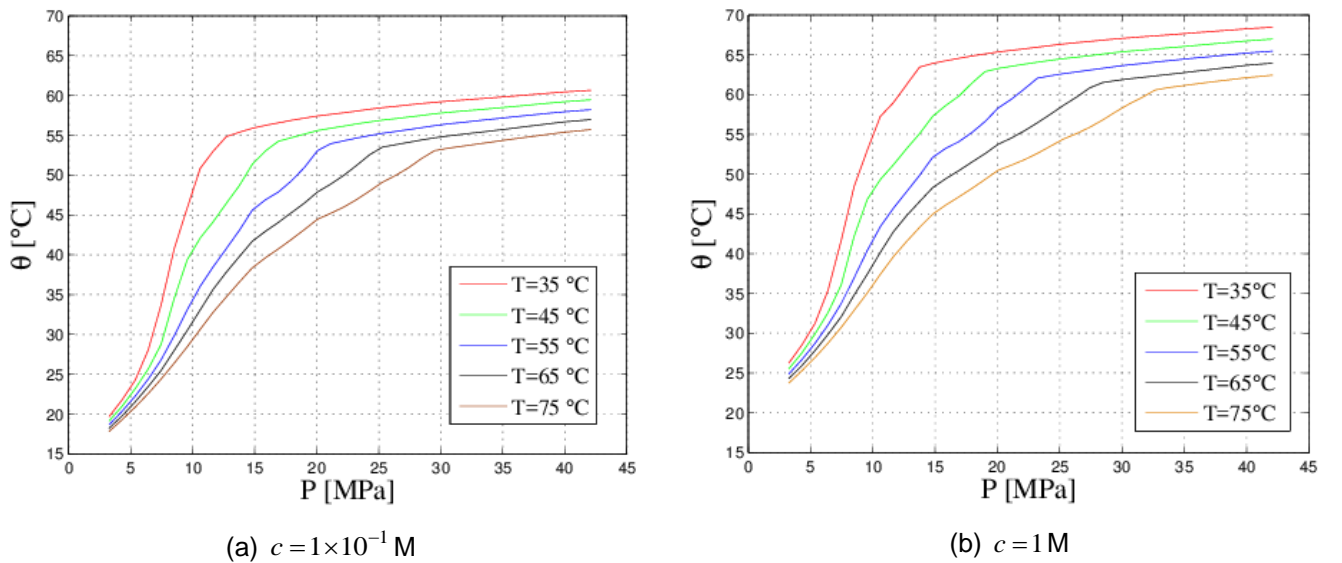 70
65
60
55
50
45
40
35
30
25
20
15
0
5
10
15
20
25
30
35
40
45
θ [°C]
P [MPa]
T=35 °C
T=45 °C
T=55 °C
T=65 °C
T=75 °C
(a) c = 1×10⁻¹ M
70
65
60
55
50
45
40
35
30
25
20
15
0
5
10
15
20
25
30
35
40
45
θ [°C]
P [MPa]
T=35°C
T=45°C
T=55°C
T=65°C
T=75°C
(b) c = 1 M